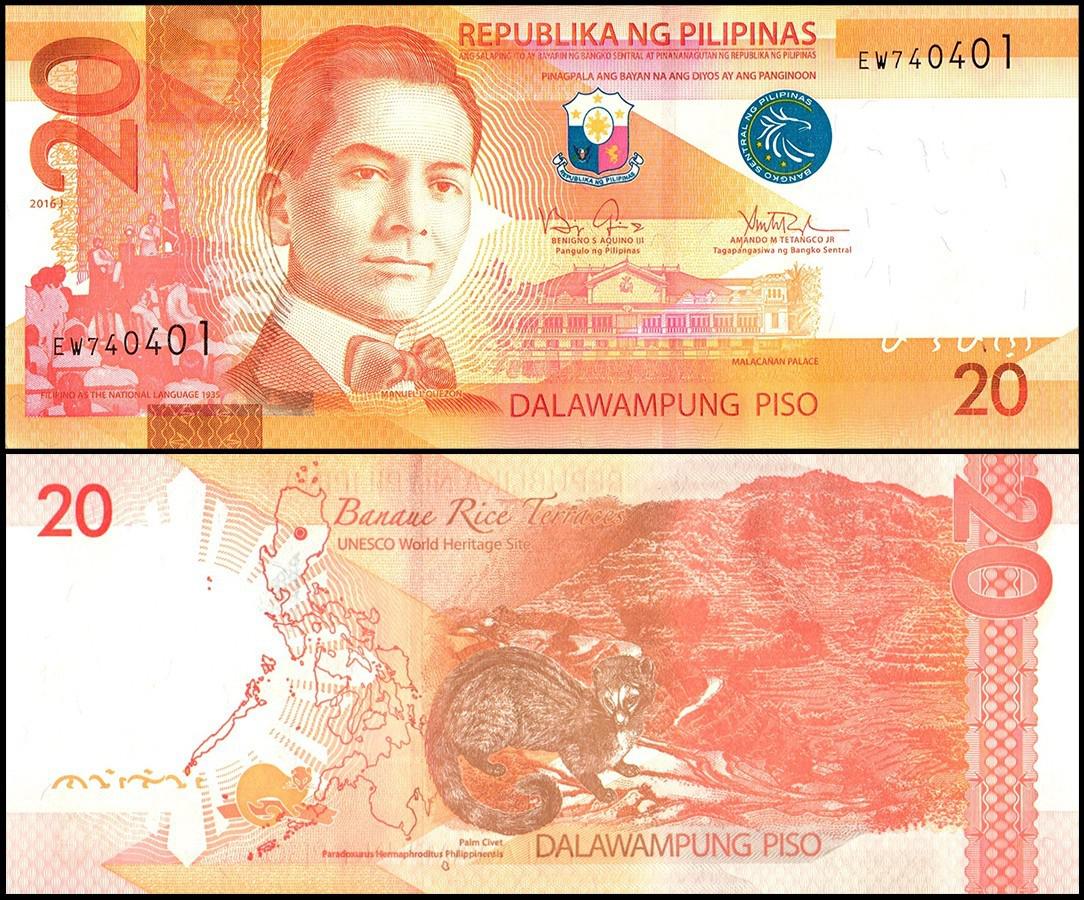 20
REPUBLIKA NG PILIPINAS
ANG SALAPING ITO AY BAYARIN NG BANGKO SENTRAL AT PINANANAGUTAN NG REPUBLIKA NG PILIPINAS
PINAGPALA ANG BAYAN NA ANG DIYOS AY ANG PANGINOON
EW740401
REPUBLIKA NG PILIPINAS
BANGKO SENTRAL NG PILIPINAS
2016J
BENIGNO S AQUINO III
Pangulo ng Pilipinas
AMANDO M TETANGCO JR
Tagapangasiwa ng Bangko Sentral
EW740401
MALACAÑAN PALACE
FILIPINO AS THE NATIONAL LANGUAGE 1935
MANUEL L QUEZON
DALAWAMPUNG PISO
20
20
Banaue Rice Terraces
UNESCO World Heritage Site
20
Palm Civet
Paradoxurus Hermaphroditus Philippinensis
DALAWAMPUNG PISO